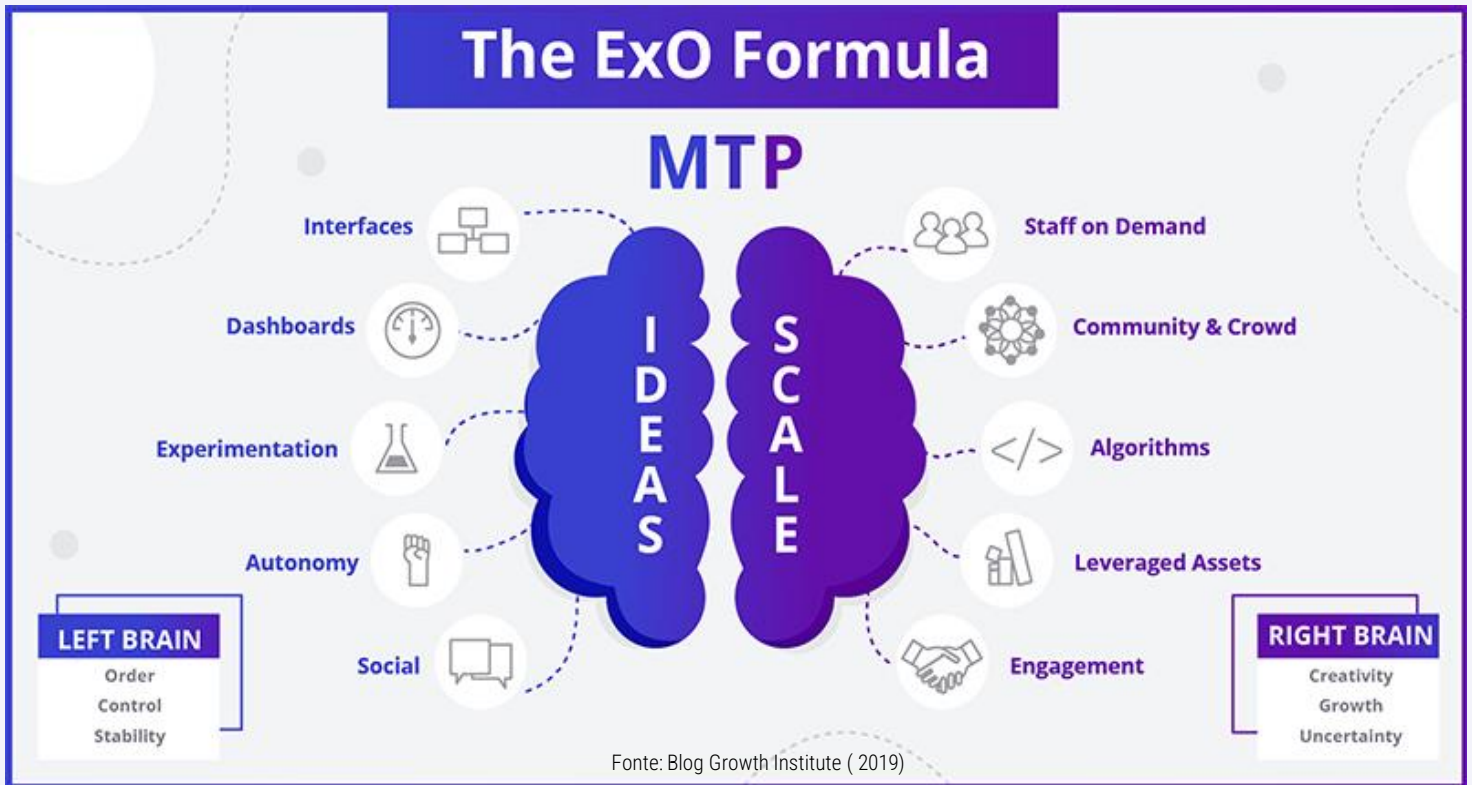 The ExO Formula
MTP
Interfaces
Dashboards
Experimentation
Autonomy
Social
IDEAS
SCALE
Staff on Demand
Community & Crowd
</>
Algorithms
Leveraged Assets
Engagement
LEFT BRAIN
Order
Control
Stability
RIGHT BRAIN
Creativity
Growth
Uncertainty
Fonte: Blog Growth Institute ( 2019)